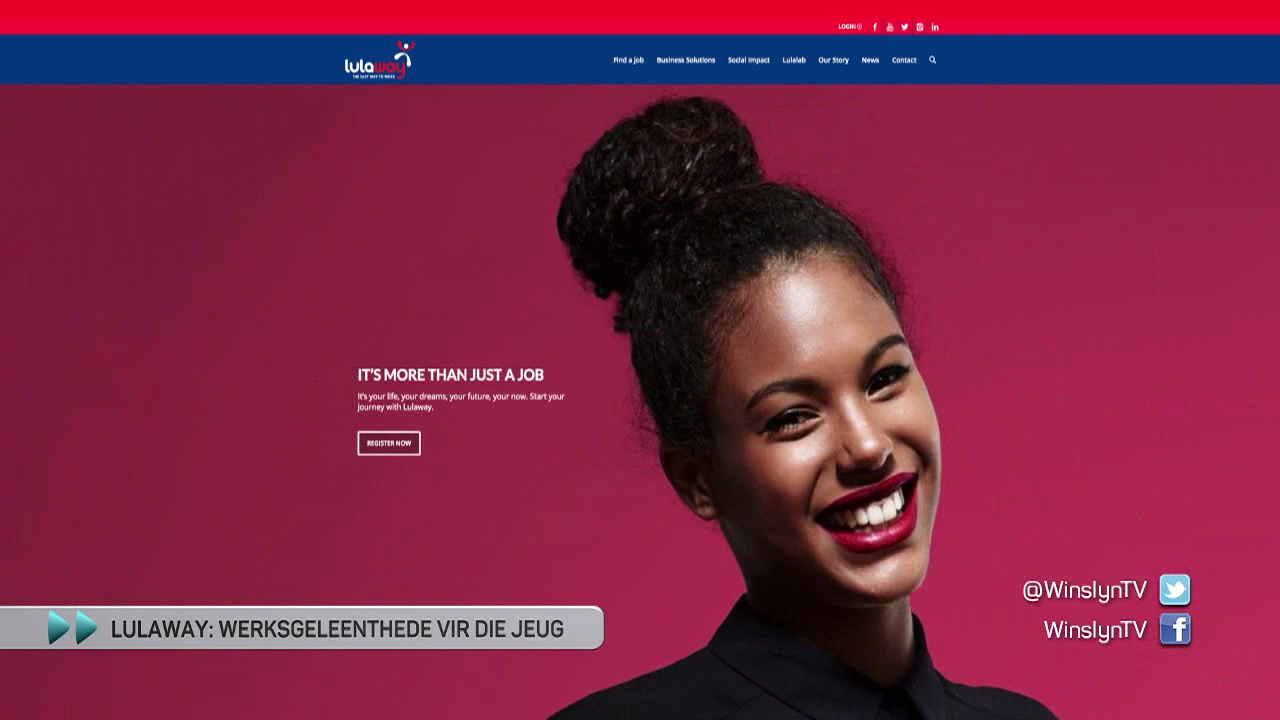 LOGIN
lulaway
THE FAST WAY TO WORK
Find a Job Business Solutions Social Impact Lulalab Our Story News Contact
IT'S MORE THAN JUST A JOB
It's your life, your dreams, your future, your now. Start your
journey with Lulaway.
REGISTER NOW
@WinslynTV
LULAWAY: WERKSGELEENTHEDE VIR DIE JEUG
WinslynTV